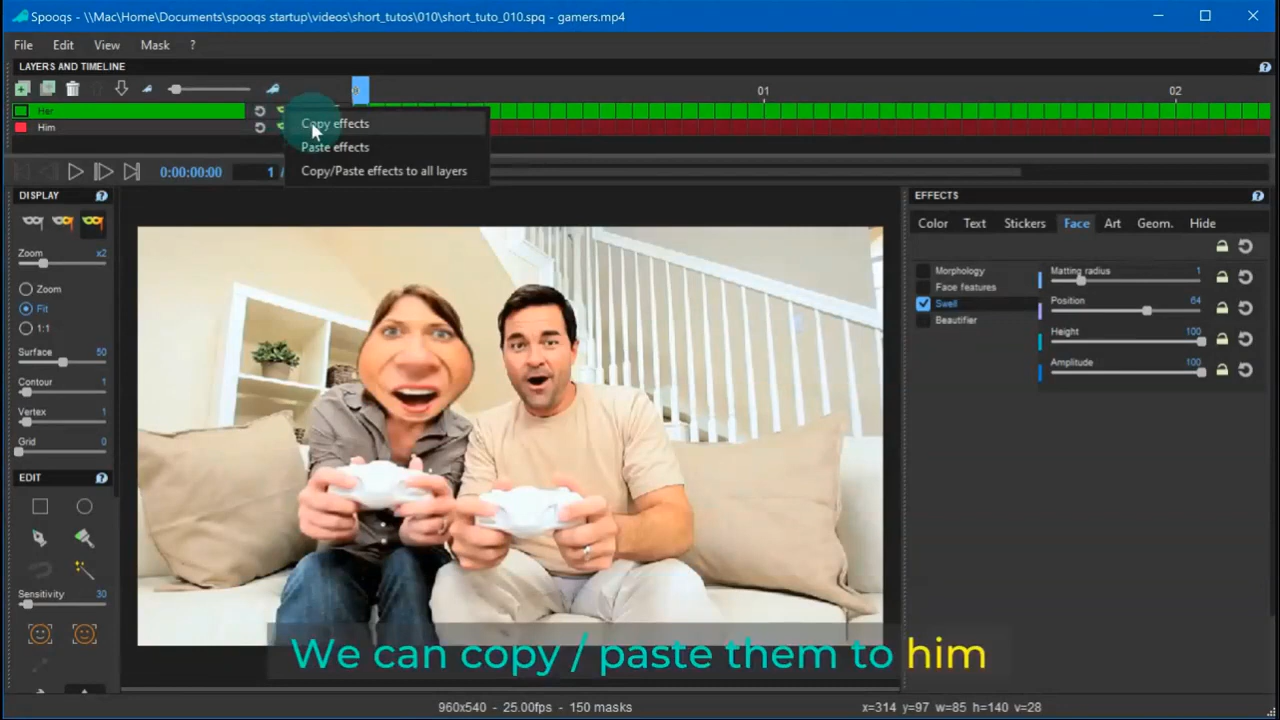 Spooqs - \\Mac\Home\Documents\spooqs startup\videos\short_tutos\010\short_tuto_010.spq - gamers.mp4
File Edit View Mask ?
LAYERS AND TIMELINE
01 02
Her
Him
Copy effects
Paste effects
Copy/Paste effects to all layers
0:00:00:00 1 /
DISPLAY
Zoom x2
Zoom
Fit
1:1
Surface 50
Contour 1
Vertex 1
Grid 0
EDIT
Sensitivity 30
EFFECTS
Color Text Stickers Face Art Geom. Hide
Morphology
Face features
Swell
Beautifier
Matting radius 1
Position 64
Height 100
Amplitude 100
We can copy / paste them to him
960x540 - 25.00fps - 150 masks
x=314 y=97 w=85 h=140 v=28